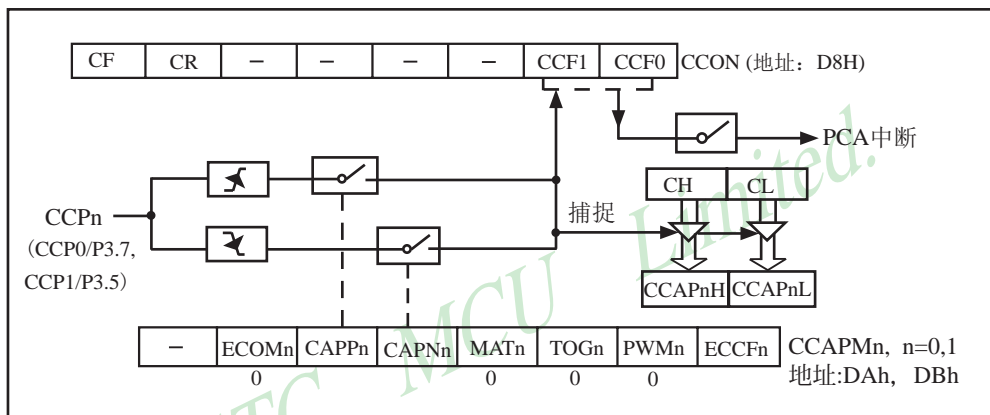 CF CR – – – – CCF1 CCF0 CCON (地址：D8H)
PCA中断
CH CL
CCPn
(CCP0/P3.7,
CCP1/P3.5)
捕捉
CCAPnH CCAPnL
– ECOMn CAPPn CAPNn MATn TOGn PWMn ECCFn CCAPMn, n=0,1
0 0 0 0
地址:DAh, DBh
MCU Limited.